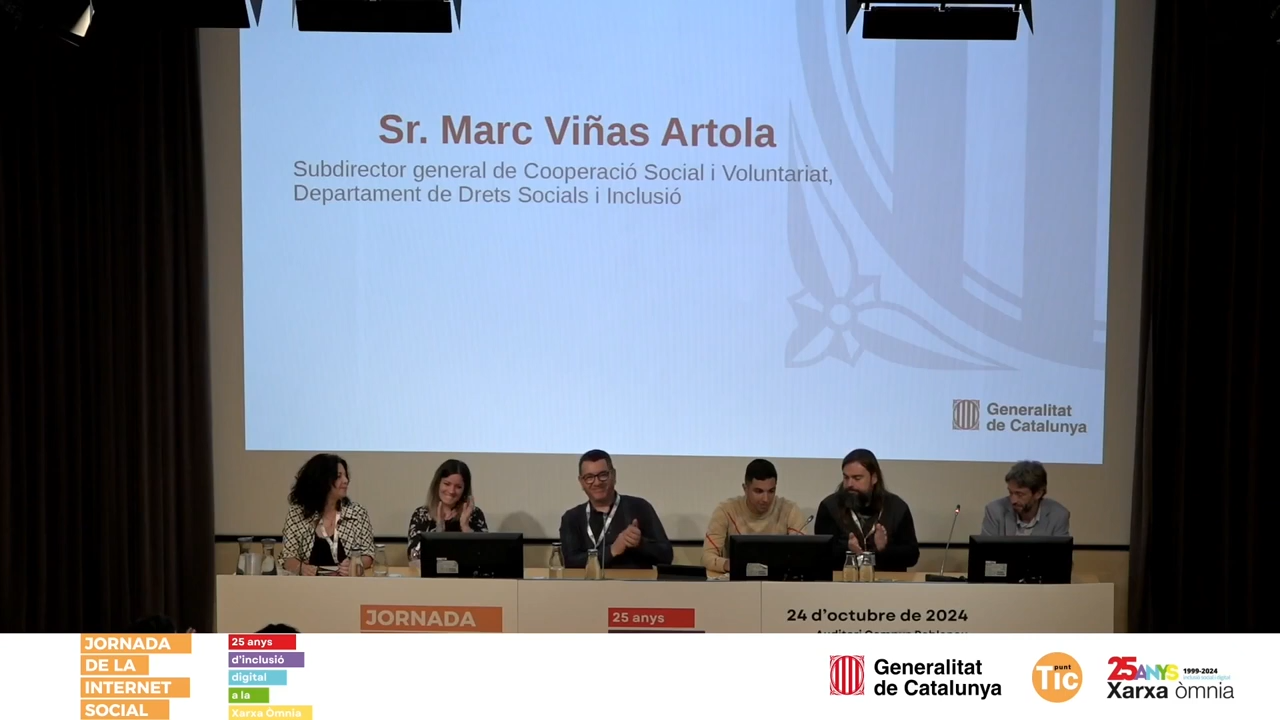 Sr. Marc Viñas Artola
Subdirector general de Cooperació Social i Voluntariat,
Departament de Drets Socials i Inclusió
Generalitat
de Catalunya
JORNADA
25 anys
24 d'octubre de 2024
JORNADA
DE LA
INTERNET
SOCIAL
25 anys
d'inclusió
digital
a la
Xarxa Òmnia
Generalitat
de Catalunya
punt
Tic
25ANYS 1999-2024
Xarxa òmnia